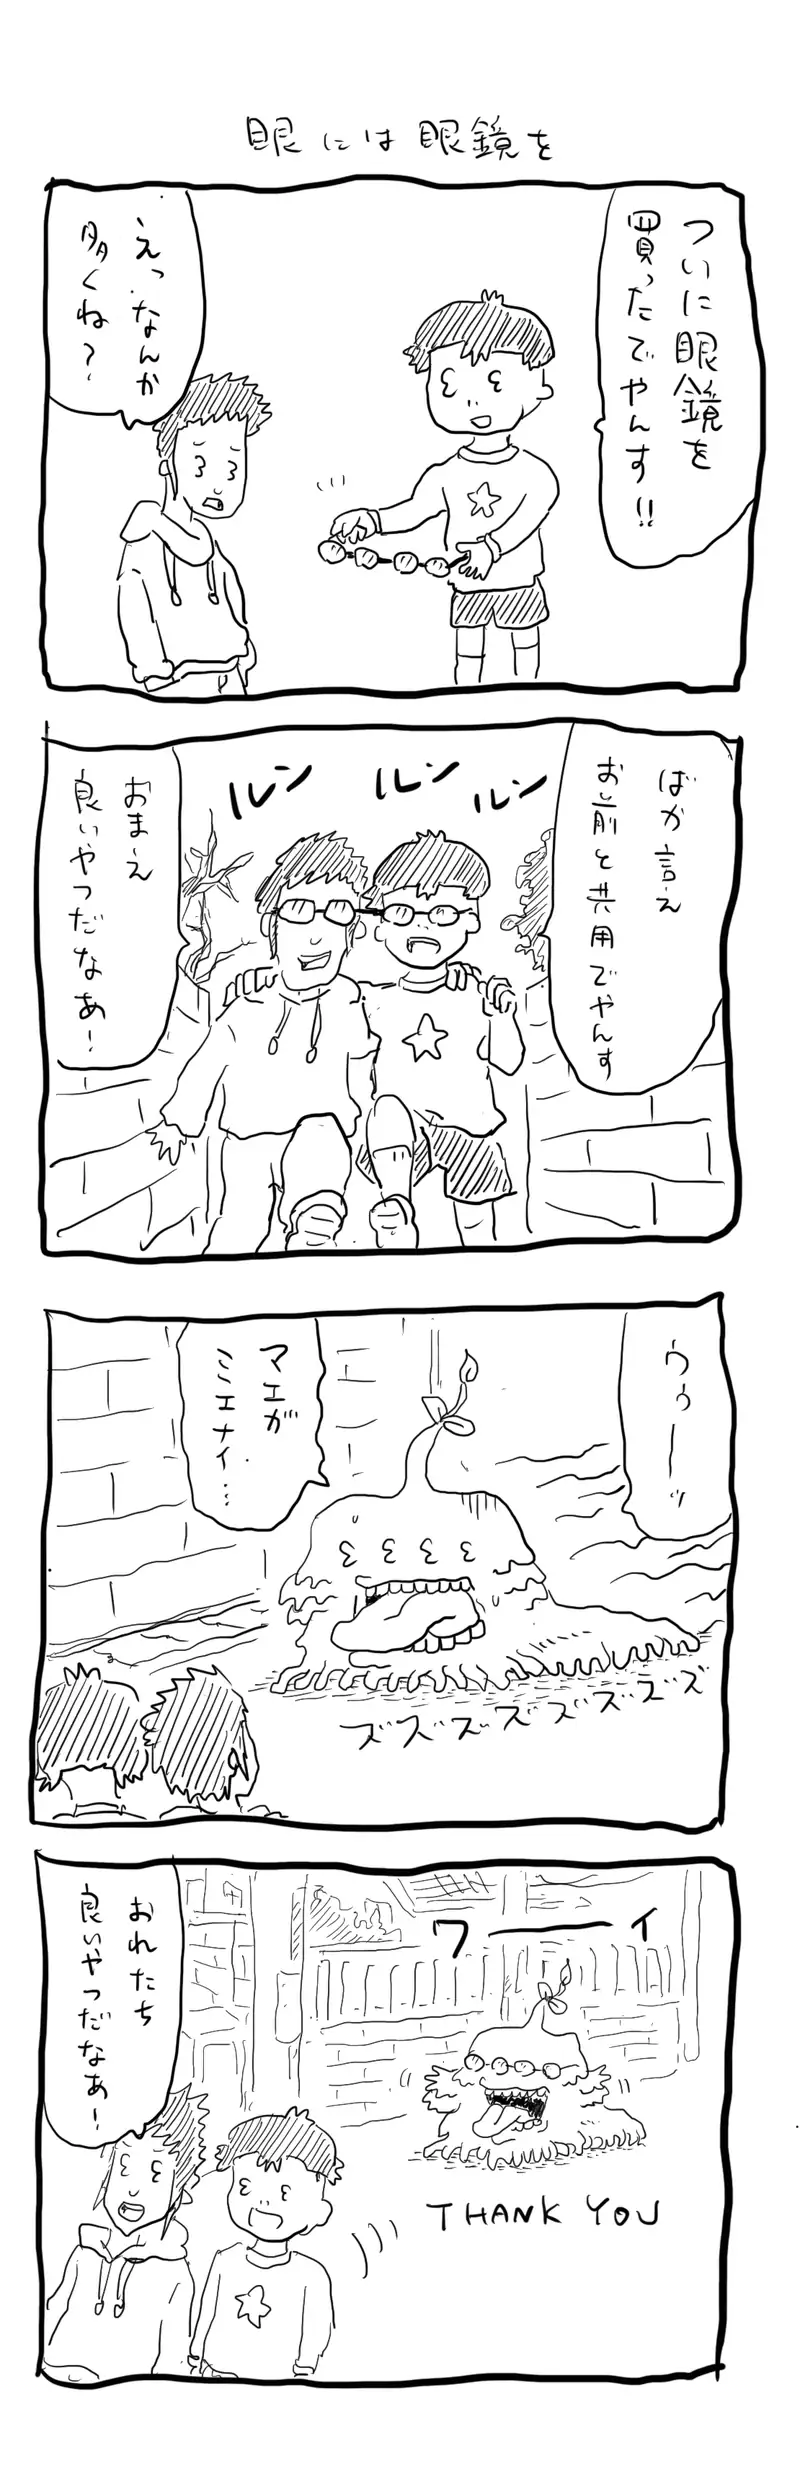 眼には眼鏡を
ついに眼鏡を
買ったでやんす!!
えっなんか
多くね?
ばか言え
お前と共用でやんす
ルン ルン ルン
おまえ
良いやつだなあ!
ウゥーッ
マエガ
ミエナイ…
ズズズズズズズズ
ワーイ
THANK YOU
おれたち
良いやつだなあ!